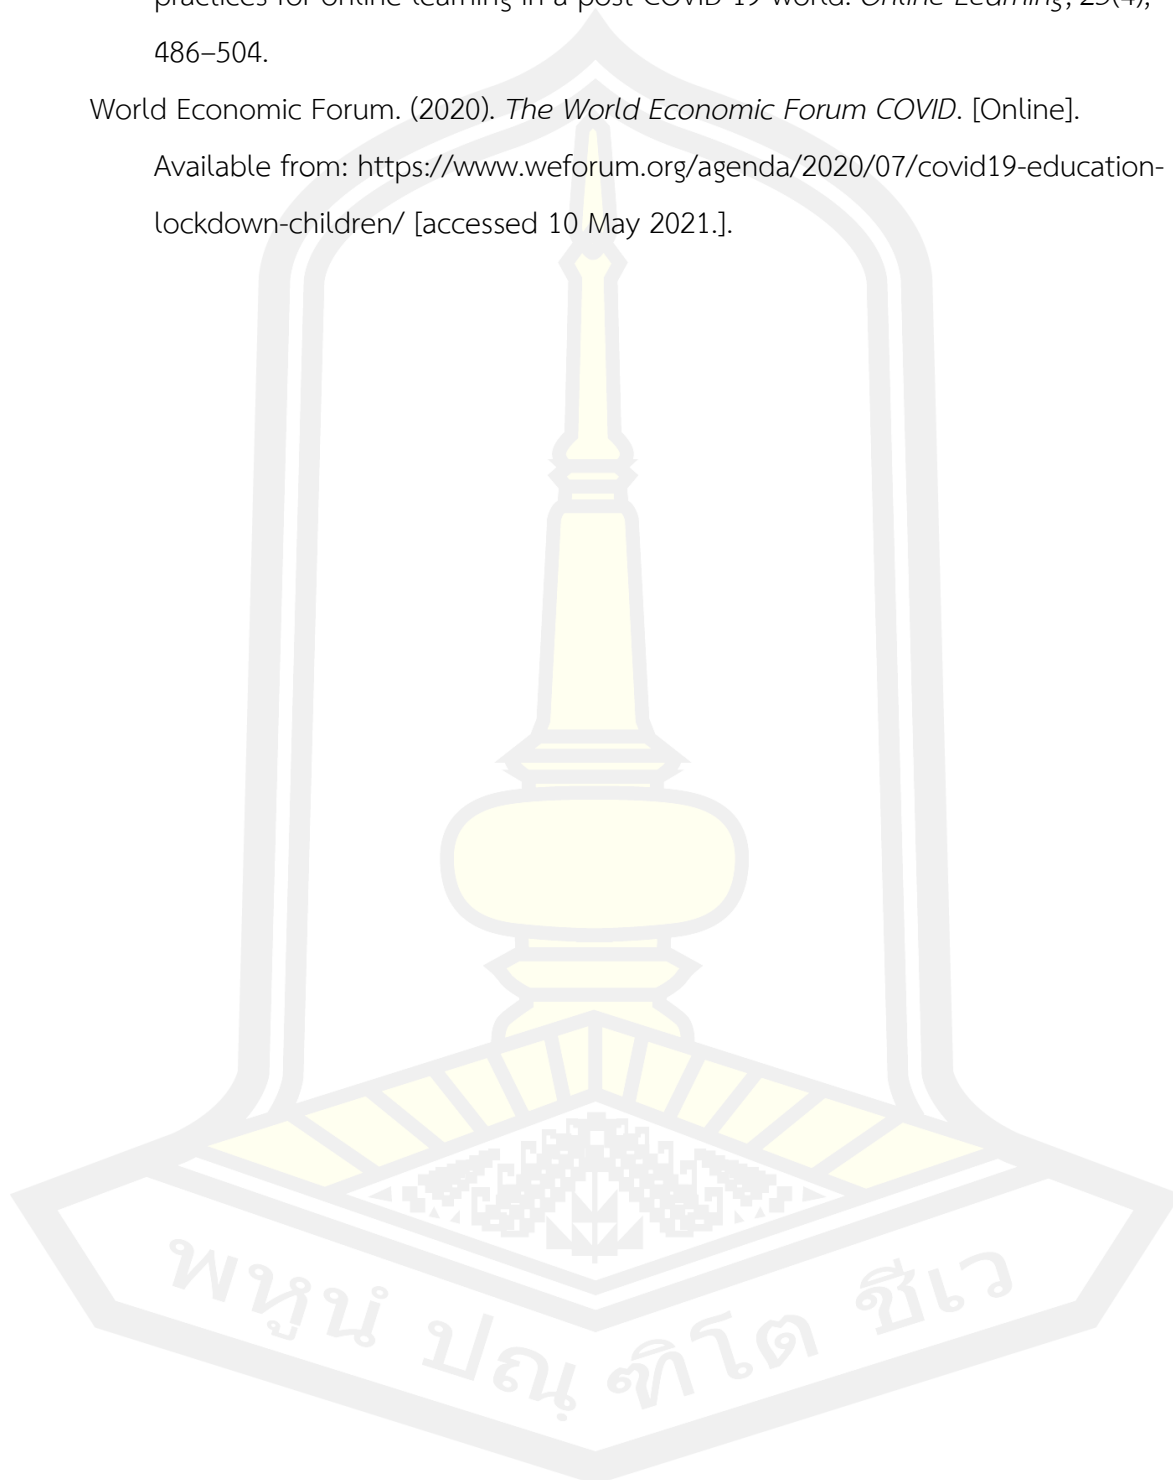 practices for online learning in a post-COVID-19 world. Online Learning, 25(4),
486–504.
World Economic Forum. (2020). The World Economic Forum COVID. [Online].
Available from: https://www.weforum.org/agenda/2020/07/covid19-education-
lockdown-children/ [accessed 10 May 2021.].
พหูนํ ปณฺฑิโต ชีเว